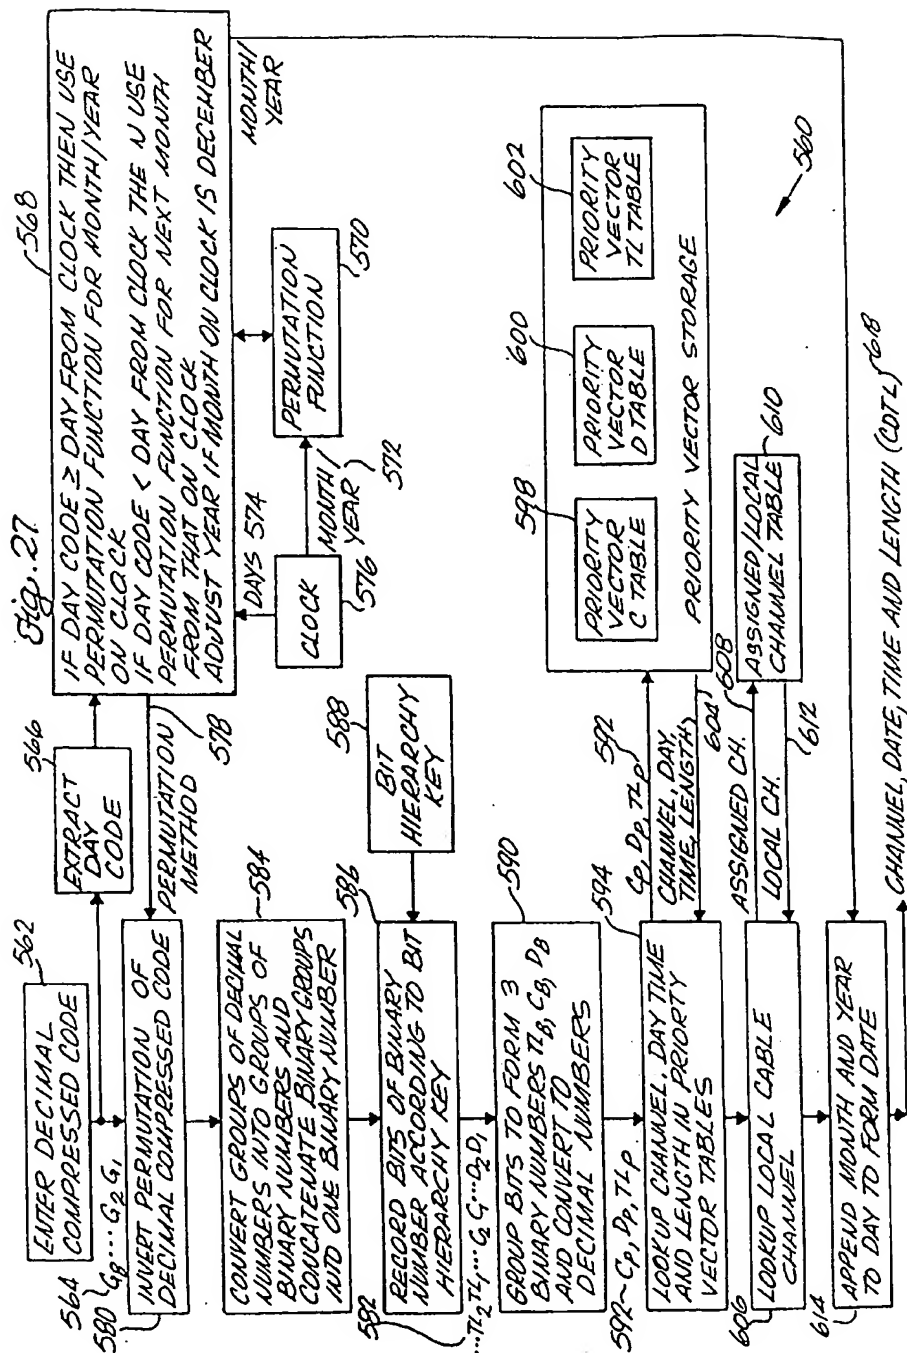 Fig. 27
562
ENTER DECIMAL
COMPRESSED CODE
564
G8····G2 G1
566
EXTRACT
DAY
CODE
568
IF DAY CODE ≥ DAY FROM CLOCK THEN USE
PERMUTATION FUNCTION FOR MONTH/YEAR
ON CLOCK
IF DAY CODE < DAY FROM CLOCK THE N USE
PERMUTATION FUNCTION FOR NEXT MONTH
FROM THAT ON CLOCK
ADJUST YEAR IF MONTH ON CLOCK IS DECEMBER
MONTH/
YEAR
580
INVERT PERMUTATION OF
DECIMAL COMPRESSED CODE
PERMUTATION
METHOD
578
DAYS 574
CLOCK
576
MONTH/
YEAR
572
PERMUTATION
FUNCTION
570
584
CONVERT GROUPS OF DECIMAL
NUMBERS INTO GROUPS OF
BINARY NUMBERS AND
CONCATENATE BINARY GROUPS
INTO ONE BINARY NUMBER
582
586
RECORD BITS OF BINARY
NUMBER ACCORDING TO BIT
HIERARCHY KEY
588
BIT
HIERARCHY
KEY
...TL2 TL1...C2 C1...D2 D1
590
GROUP BITS TO FORM 3
BINARY NUMBERS TLB, CB, DB
AND CONVERT TO
DECIMAL NUMBERS
592~CP, DP, TLP
594
LOOKUP CHANNEL, DAY TIME
AND LENGTH IN PRIORITY
VECTOR TABLES
CP, DP, TLP
592
CHANNEL, DAY,
TIME, LENGTH
604
598
PRIORITY
VECTOR
C TABLE
600
PRIORITY
VECTOR
D TABLE
602
PRIORITY
VECTOR
TL TABLE
PRIORITY VECTOR STORAGE
560
606
LOOKUP LOCAL CABLE
CHANNEL
ASSIGNED CH.
608
LOCAL CH.
612
ASSIGNED/LOCAL
CHANNEL TABLE
610
614
APPEND MONTH AND YEAR
TO DAY TO FORM DATE
CHANNEL, DATE, TIME AND LENGTH (CDTL)
618